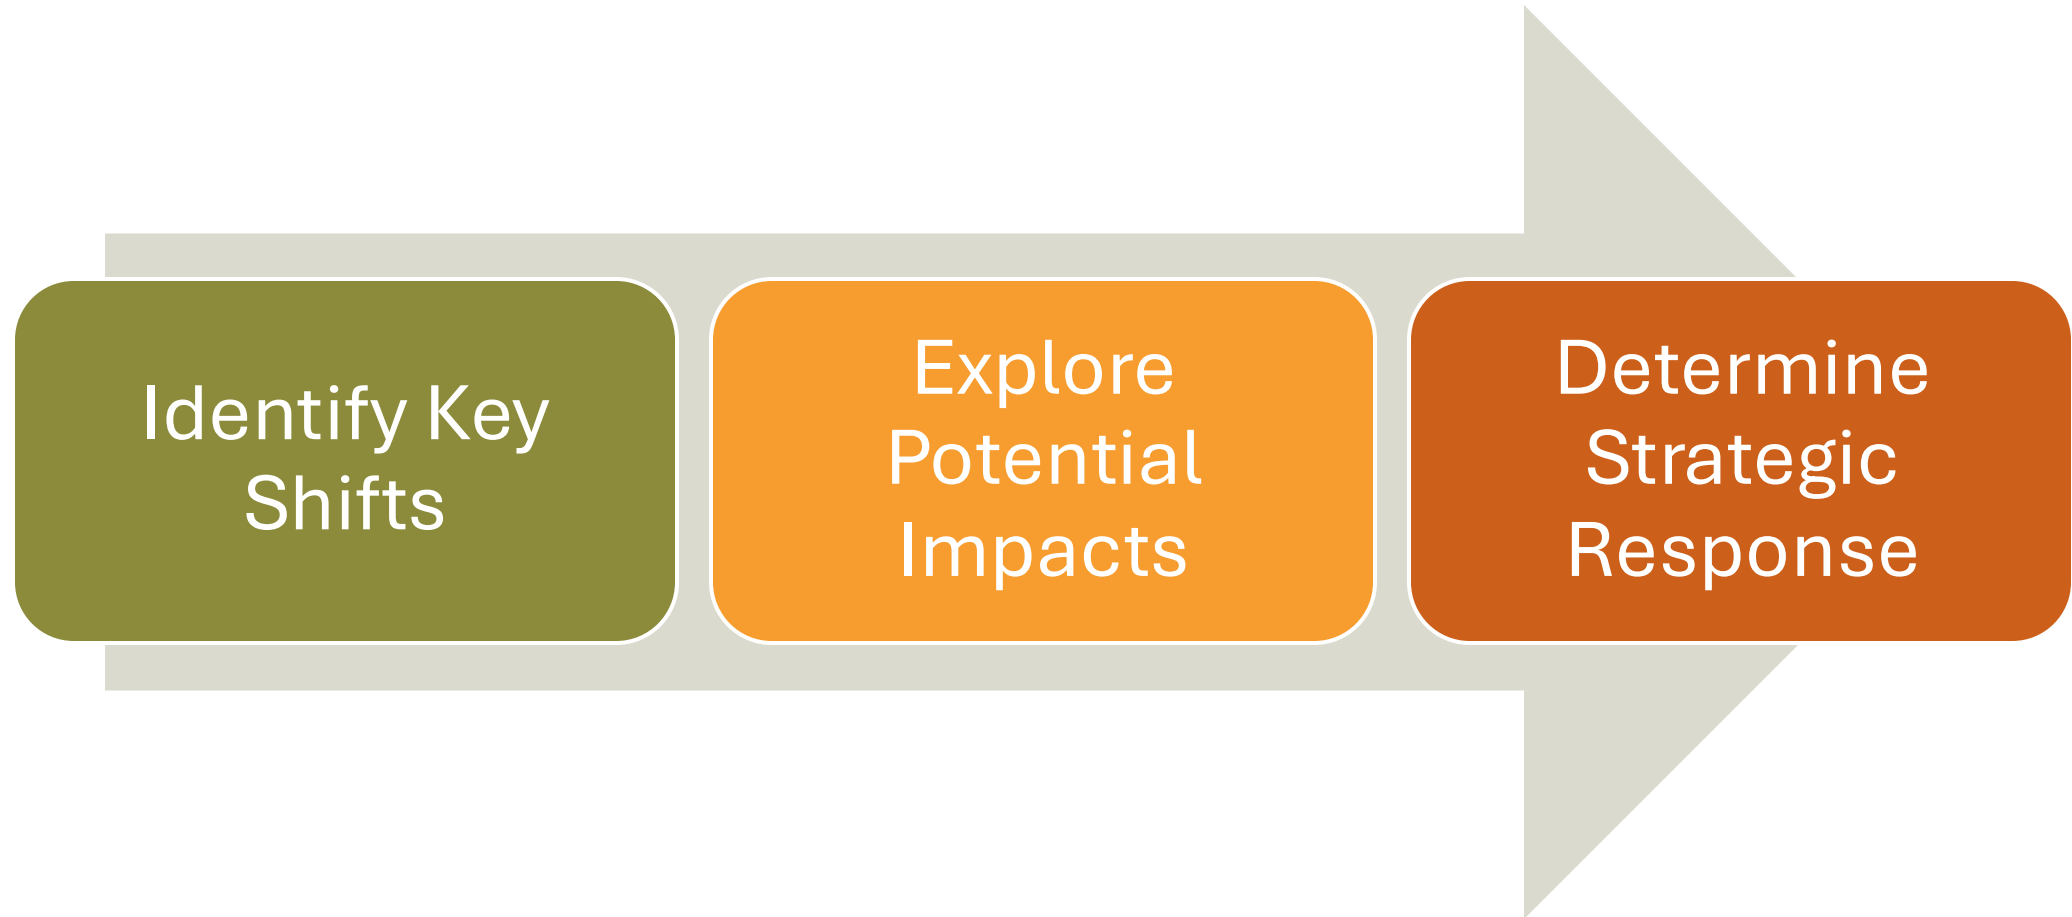 Identify Key
Shifts
Explore
Potential
Impacts
Determine
Strategic
Response